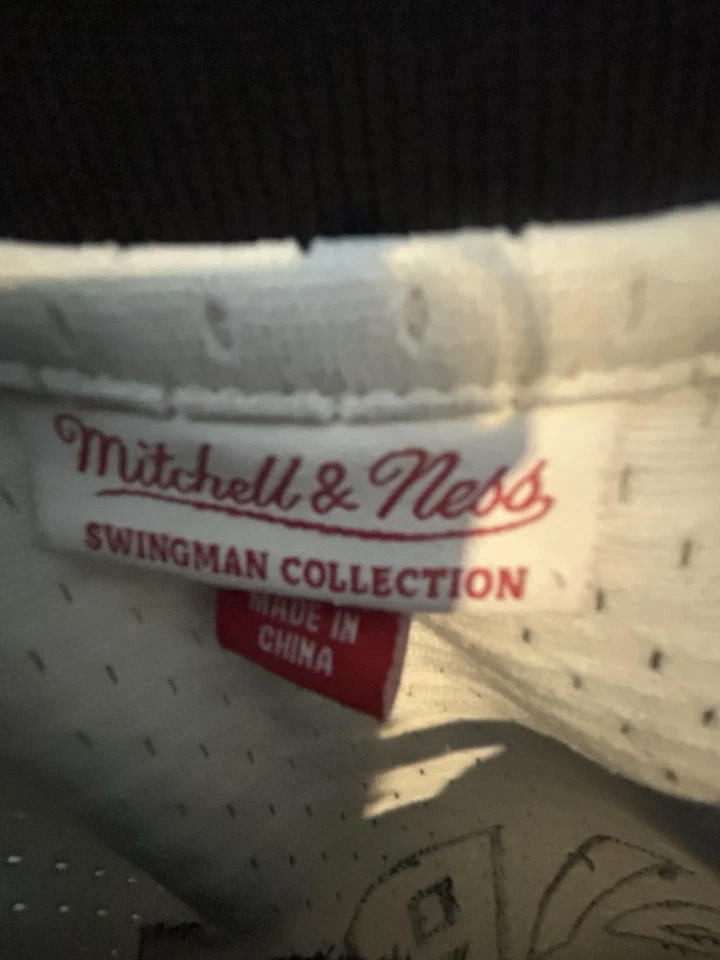 Mitchell & Ness
SWINGMAN COLLECTION
MADE IN
CHINA